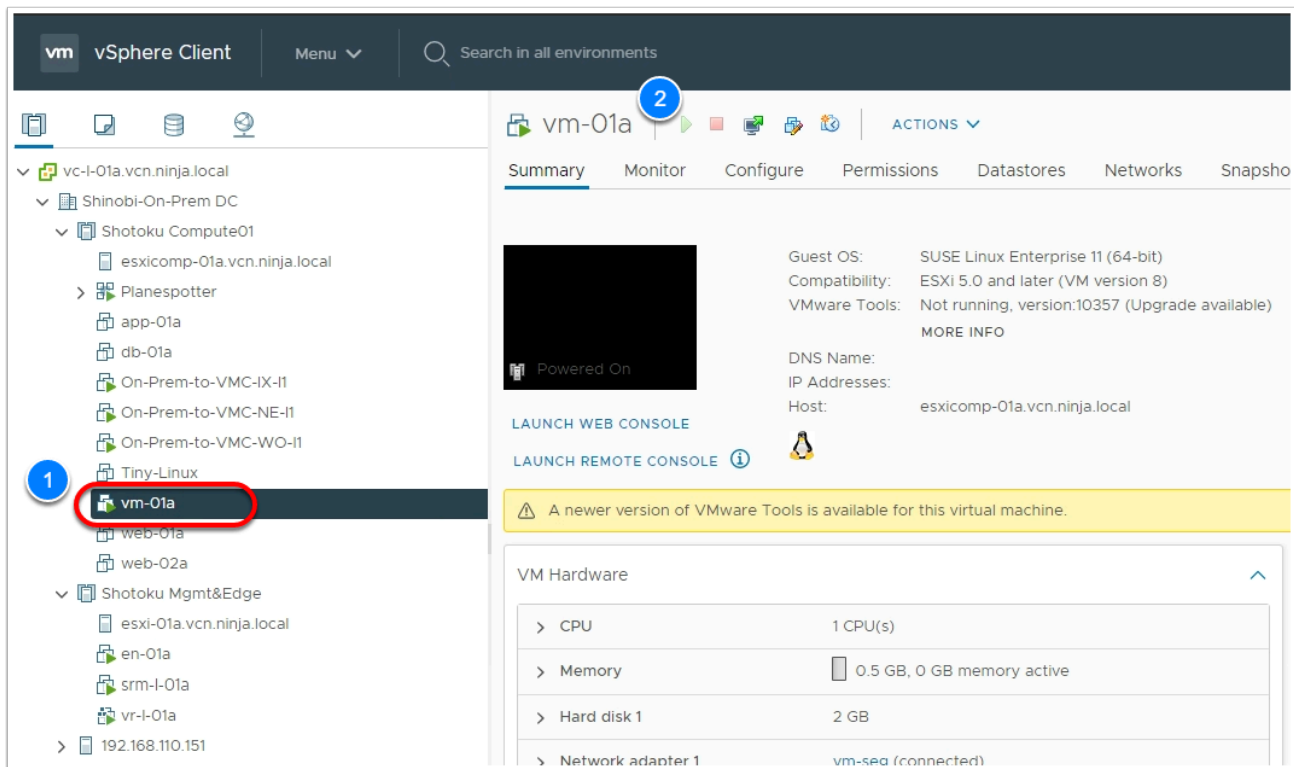 vm vSphere Client Menu Search in all environments
2
vm-01a ACTIONS
vc-l-01a.vcn.ninja.local
Shinobi-On-Prem DC
Shotoku Compute01
esxicomp-01a.vcn.ninja.local
Planespotter
app-01a
db-01a
On-Prem-to-VMC-IX-I1
On-Prem-to-VMC-NE-I1
On-Prem-to-VMC-WO-I1
Tiny-Linux
1
vm-01a
web-01a
web-02a
Shotoku Mgmt&Edge
esxi-01a.vcn.ninja.local
en-01a
srm-l-01a
vr-l-01a
192.168.110.151
Summary Monitor Configure Permissions Datastores Networks Snapsho
Powered On
LAUNCH WEB CONSOLE
LAUNCH REMOTE CONSOLE
Guest OS: SUSE Linux Enterprise 11 (64-bit)
Compatibility: ESXi 5.0 and later (VM version 8)
VMware Tools: Not running, version:10357 (Upgrade available)
MORE INFO
DNS Name:
IP Addresses:
Host: esxicomp-01a.vcn.ninja.local
A newer version of VMware Tools is available for this virtual machine.
VM Hardware
CPU 1 CPU(s)
Memory 0.5 GB, 0 GB memory active
Hard disk 1 2 GB
Network adapter 1 vm-seg (connected)